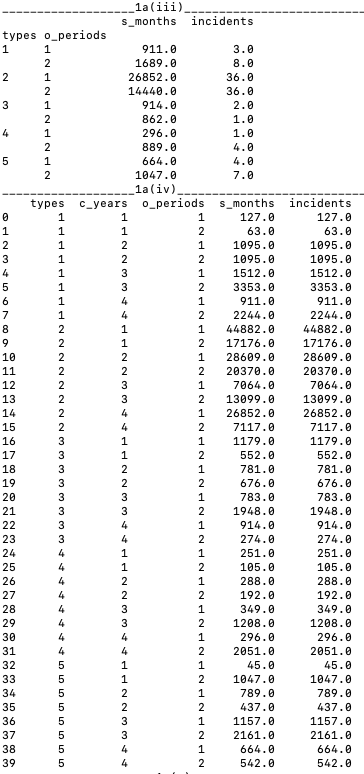 ___________________1a(iii)_______________________
                 s_months  incidents
types o_periods
1     1             911.0        3.0
      2            1689.0        8.0
2     1           26852.0       36.0
      2           14440.0       36.0
3     1             914.0        2.0
      2             862.0        1.0
4     1             296.0        1.0
      2             889.0        4.0
5     1             664.0        4.0
      2            1047.0        7.0
___________________1a(iv)_______________________
    types  c_years  o_periods  s_months  incidents
0       1        1          1     127.0      127.0
1       1        1          2      63.0       63.0
2       1        2          1    1095.0     1095.0
3       1        2          2    1095.0     1095.0
4       1        3          1    1512.0     1512.0
5       1        3          2    3353.0     3353.0
6       1        4          1     911.0      911.0
7       1        4          2    2244.0     2244.0
8       2        1          1   44882.0    44882.0
9       2        1          2   17176.0    17176.0
10      2        2          1   28609.0    28609.0
11      2        2          2   20370.0    20370.0
12      2        3          1    7064.0     7064.0
13      2        3          2   13099.0    13099.0
14      2        4          1   26852.0    26852.0
15      2        4          2    7117.0     7117.0
16      3        1          1    1179.0     1179.0
17      3        1          2     552.0      552.0
18      3        2          1     781.0      781.0
19      3        2          2     676.0      676.0
20      3        3          1     783.0      783.0
21      3        3          2    1948.0     1948.0
22      3        4          1     914.0      914.0
23      3        4          2     274.0      274.0
24      4        1          1     251.0      251.0
25      4        1          2     105.0      105.0
26      4        2          1     288.0      288.0
27      4        2          2     192.0      192.0
28      4        3          1     349.0      349.0
29      4        3          2    1208.0     1208.0
30      4        4          1     296.0      296.0
31      4        4          2    2051.0     2051.0
32      5        1          1      45.0       45.0
33      5        1          2    1047.0     1047.0
34      5        2          1     789.0      789.0
35      5        2          2     437.0      437.0
36      5        3          1    1157.0     1157.0
37      5        3          2    2161.0     2161.0
38      5        4          1     664.0      664.0
39      5        4          2     542.0      542.0